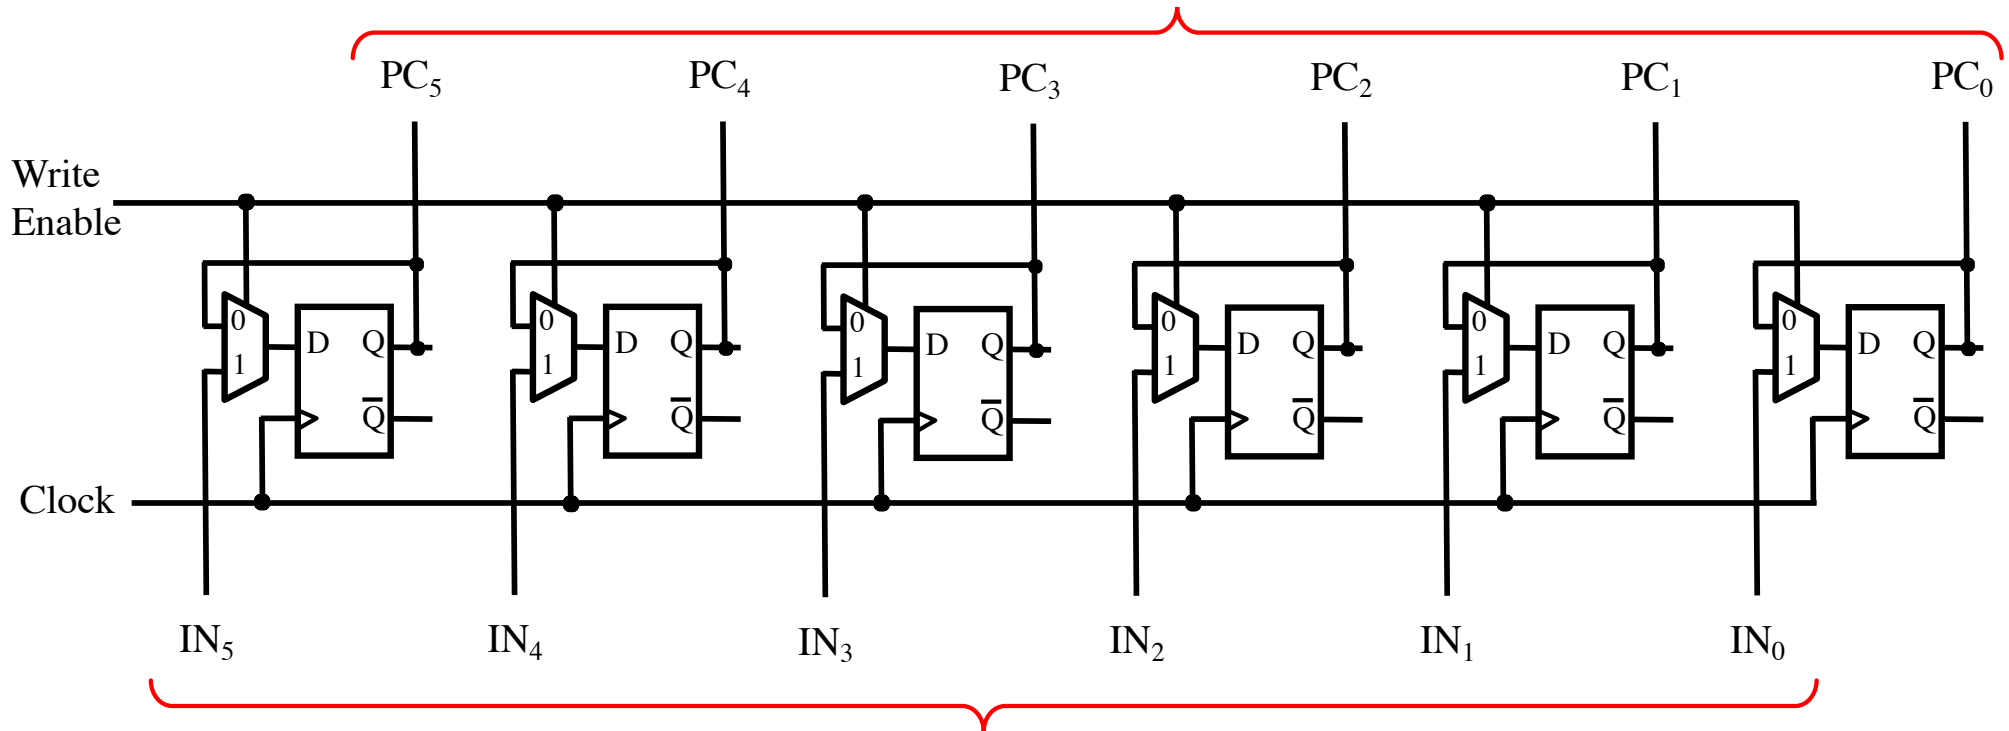 PC5 PC4 PC3 PC2 PC1 PC0
Write
Enable
0 0 0 0 0 0
D Q D Q D Q D Q D Q D Q
1 1 1 1 1 1
Q̅ Q̅ Q̅ Q̅ Q̅ Q̅
Clock
IN5 IN4 IN3 IN2 IN1 IN0